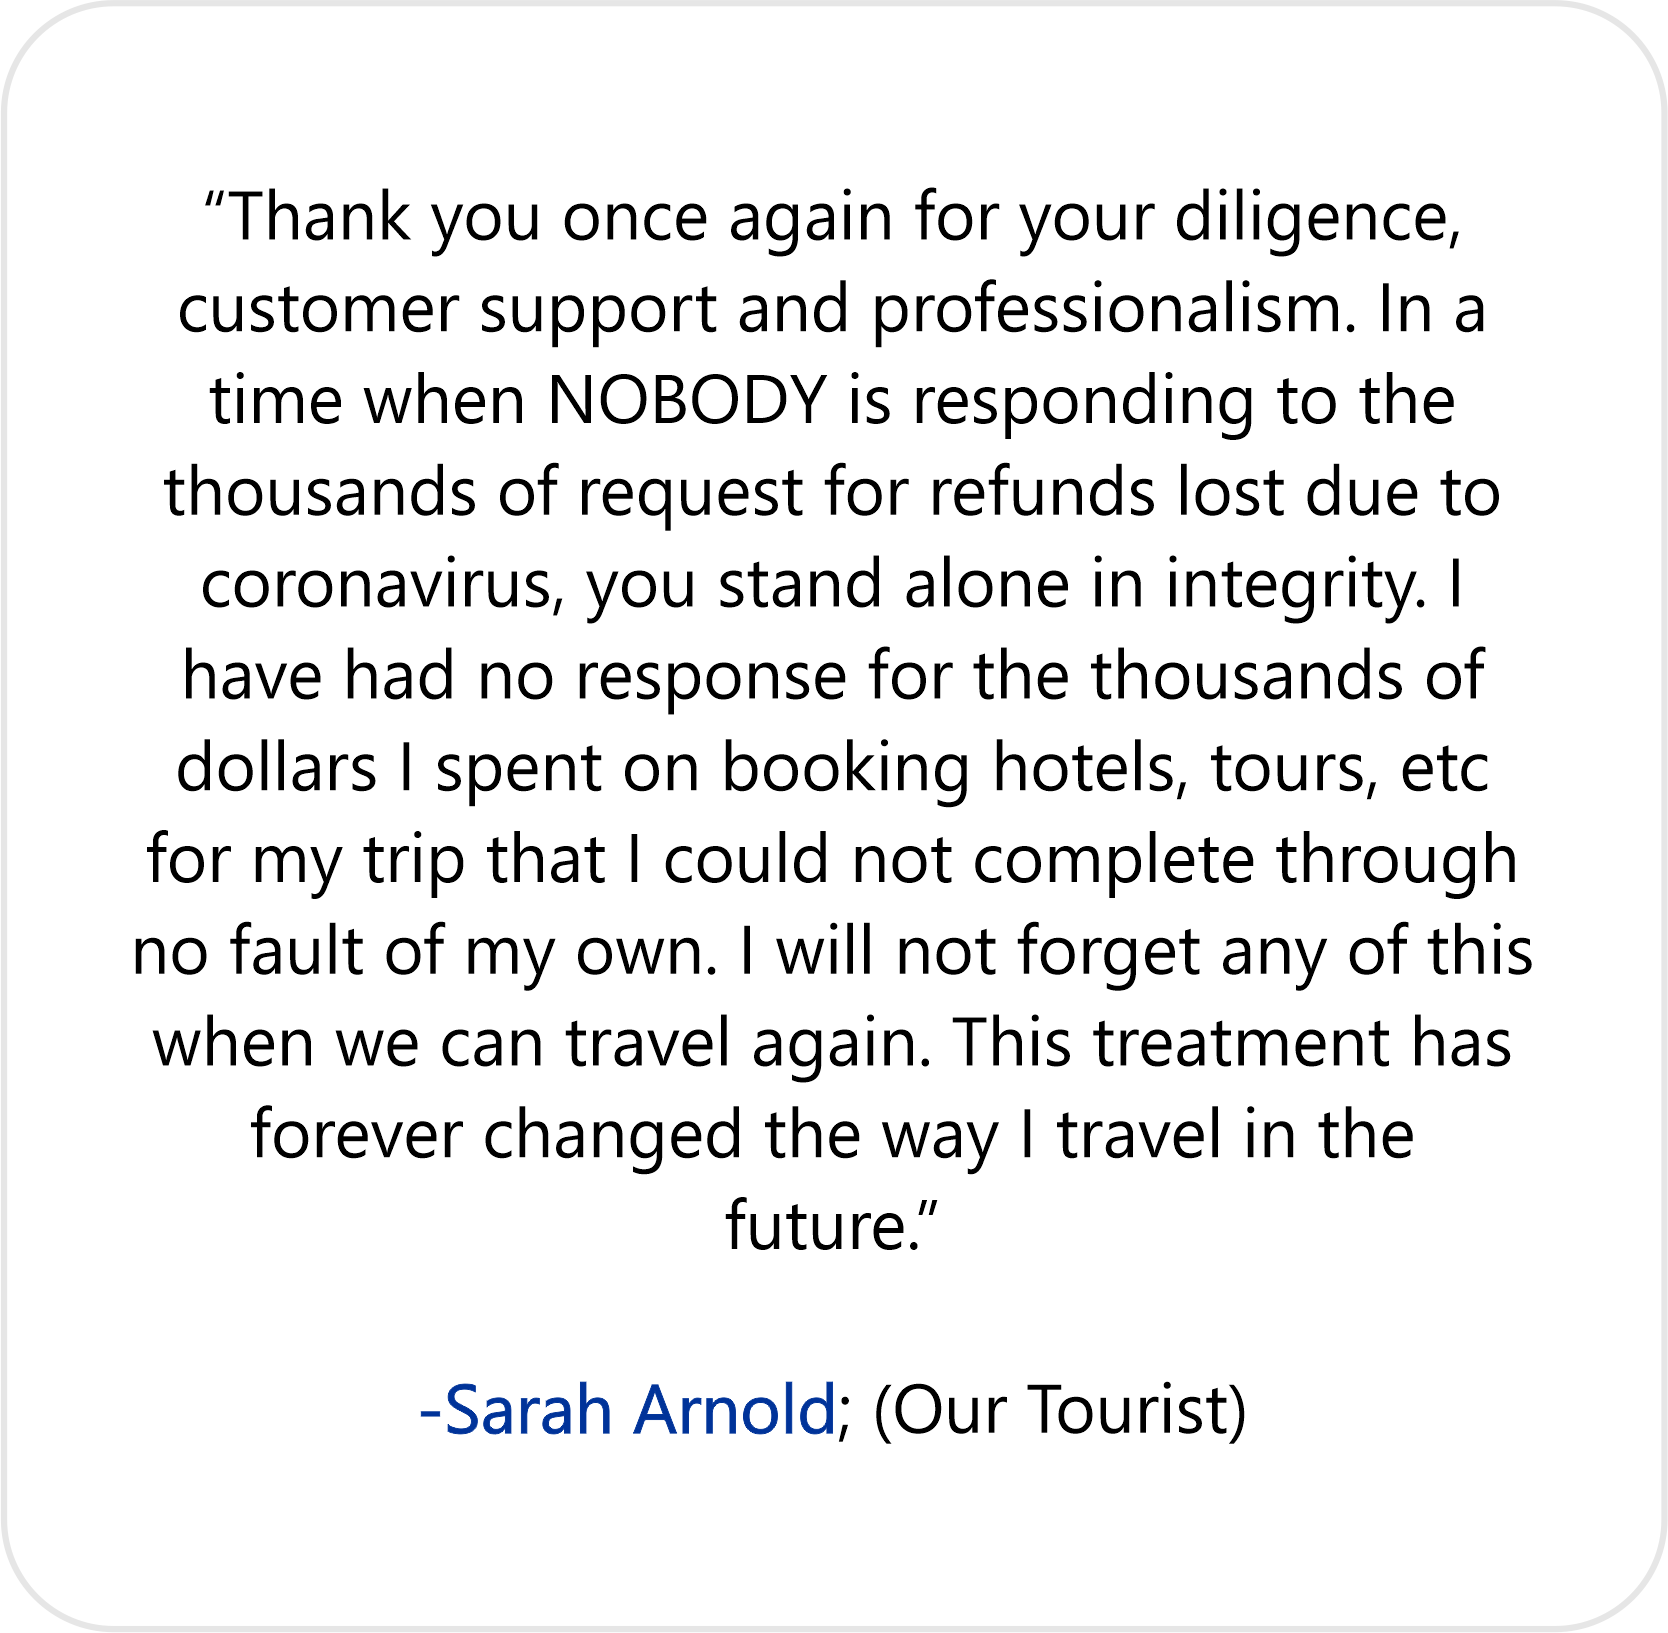 “Thank you once again for your diligence,
customer support and professionalism. In a
time when NOBODY is responding to the
thousands of request for refunds lost due to
coronavirus, you stand alone in integrity. I
have had no response for the thousands of
dollars I spent on booking hotels, tours, etc
for my trip that I could not complete through
no fault of my own. I will not forget any of this
when we can travel again. This treatment has
forever changed the way I travel in the
future.”
-Sarah Arnold; (Our Tourist)